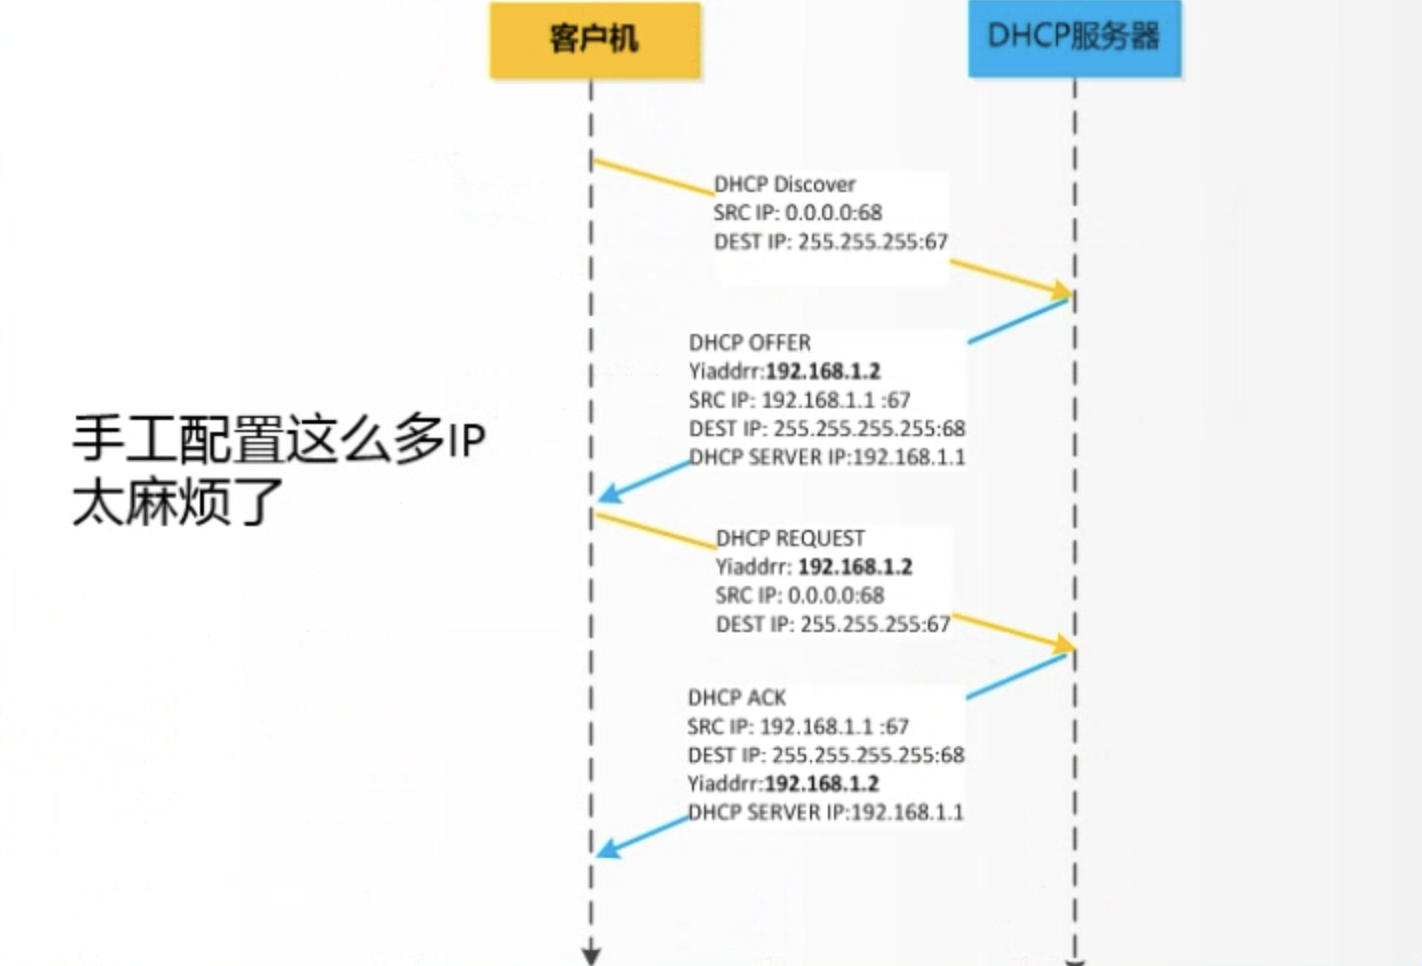 客户机
DHCP服务器
DHCP Discover
SRC IP: 0.0.0.0:68
DEST IP: 255.255.255:67
DHCP OFFER
Yiaddrr:192.168.1.2
SRC IP: 192.168.1.1 :67
DEST IP: 255.255.255.255:68
DHCP SERVER IP:192.168.1.1
手工配置这么多IP
太麻烦了
DHCP REQUEST
Yiaddrr: 192.168.1.2
SRC IP: 0.0.0.0:68
DEST IP: 255.255.255:67
DHCP ACK
SRC IP: 192.168.1.1 :67
DEST IP: 255.255.255.255:68
Yiaddrr:192.168.1.2
DHCP SERVER IP:192.168.1.1